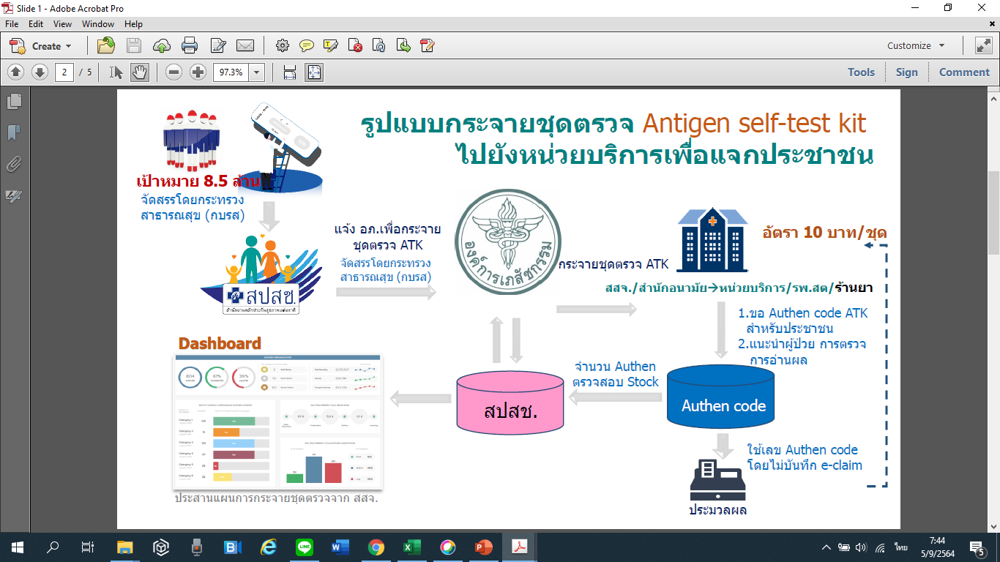 Slide 1 - Adobe Acrobat Pro
File Edit View Window Help
Create
Customize
2 / 5
97.3%
Tools Sign Comment
รูปแบบกระจายชุดตรวจ Antigen self-test kit
ไปยังหน่วยบริการเพื่อแจกประชาชน
เป้าหมาย 8.5 ล้าน
จัดสรรโดยกระทรวง
สาธารณสุข (กบรส)
แจ้ง อภ.เพื่อกระจาย
ชุดตรวจ ATK
จัดสรรโดยกระทรวง
สาธารณสุข (กบรส)
สปสช.
สำนักงานหลักประกันสุขภาพแห่งชาติ
องค์การเภสัชกรรม
กระจายชุดตรวจ ATK
อัตรา 10 บาท/ชุด
สสจ./สำนักอนามัย→หน่วยบริการ/รพ.สต/ร้านยา
1.ขอ Authen code ATK
สำหรับประชาชน
2.แนะนำผู้ป่วย การตรวจ
การอ่านผล
Dashboard
804
61%
39%
Category 1
Category 2
Category 3
Category 4
Category 5
Category 6
ประสานแผนการกระจายชุดตรวจจาก สสจ.
สปสช.
จำนวน Authen
ตรวจสอบ Stock
Authen code
ใช้เลข Authen code
โดยไม่บันทึก e-claim
ประมวลผล
ไทย
7:44
5/9/2564
5